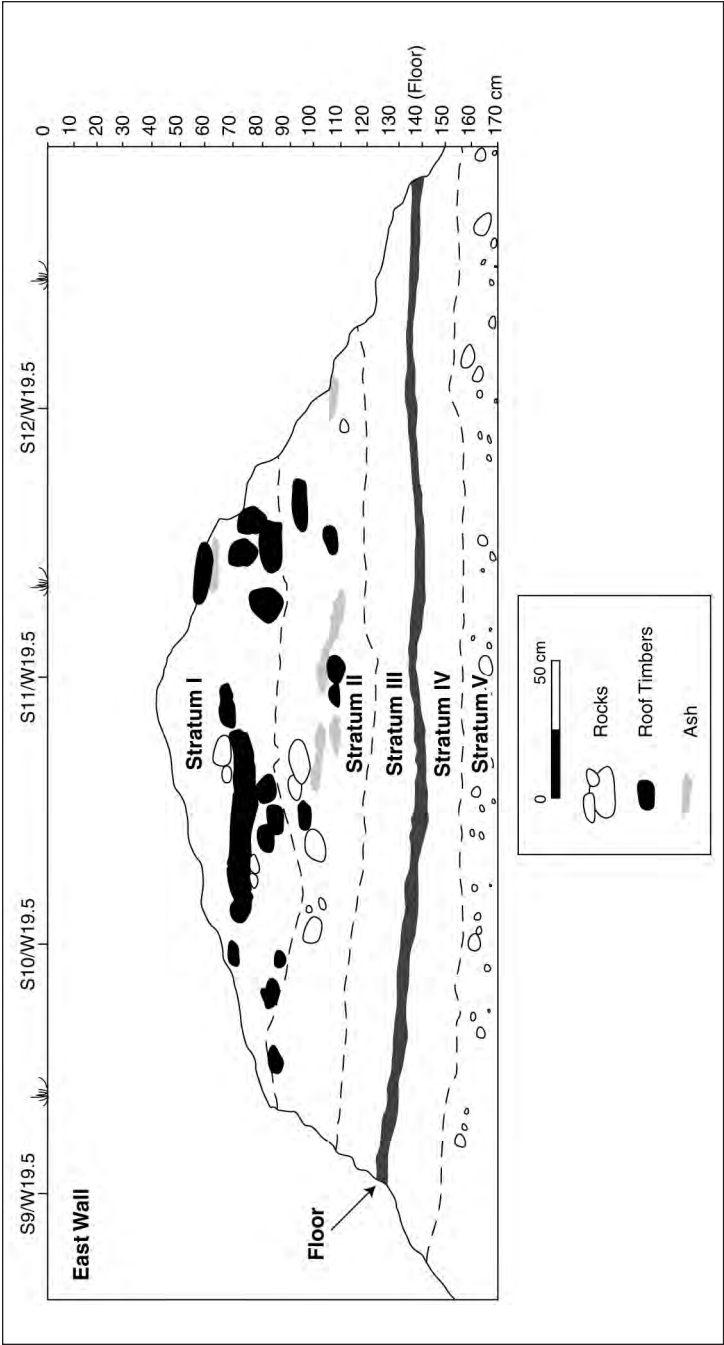 S9/W19.5
S10/W19.5
S11/W19.5
S12/W19.5
East Wall
0
10
20
30
40
50
60
70
80
90
100
110
120
130
140 (Floor)
150
160
170 cm
Stratum I
Stratum II
Stratum III
Stratum IV
Stratum V
Floor
0 50 cm
Rocks
Roof Timbers
Ash